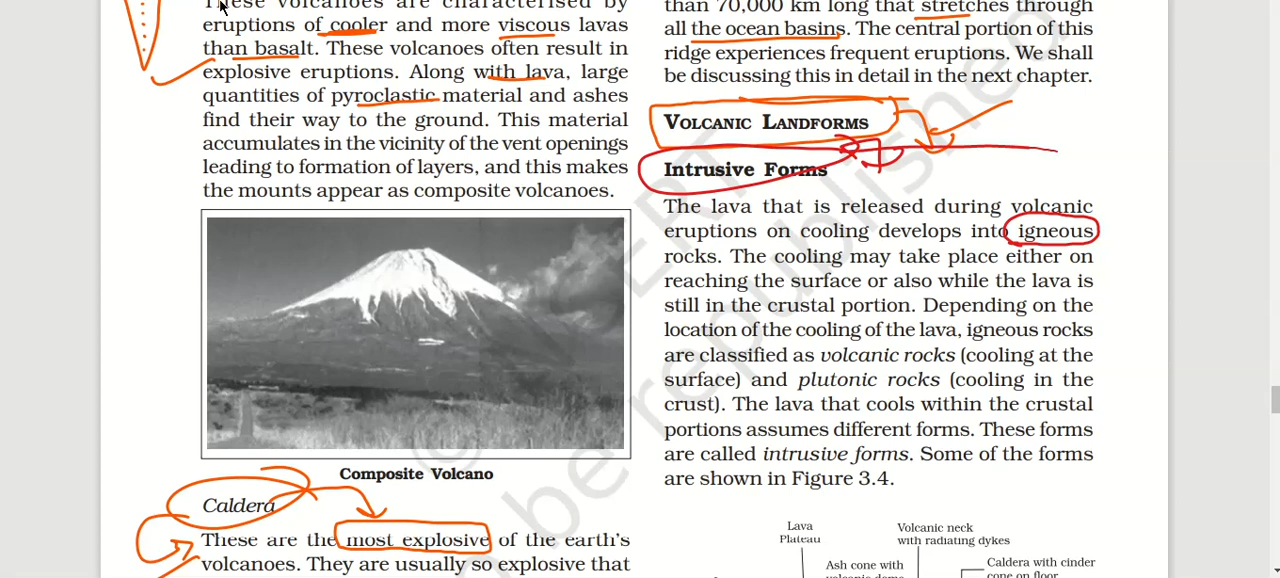 These volcanoes are characterised by
eruptions of cooler and more viscous lavas
than basalt. These volcanoes often result in
explosive eruptions. Along with lava, large
quantities of pyroclastic material and ashes
find their way to the ground. This material
accumulates in the vicinity of the vent openings
leading to formation of layers, and this makes
the mounts appear as composite volcanoes.
Composite Volcano
Caldera
These are the most explosive of the earth's
volcanoes. They are usually so explosive that
than 70,000 km long that stretches through
all the ocean basins. The central portion of this
ridge experiences frequent eruptions. We shall
be discussing this in detail in the next chapter.
VOLCANIC LANDFORMS
Intrusive Forms
The lava that is released during volcanic
eruptions on cooling develops into igneous
rocks. The cooling may take place either on
reaching the surface or also while the lava is
still in the crustal portion. Depending on the
location of the cooling of the lava, igneous rocks
are classified as volcanic rocks (cooling at the
surface) and plutonic rocks (cooling in the
crust). The lava that cools within the crustal
portions assumes different forms. These forms
are called intrusive forms. Some of the forms
are shown in Figure 3.4.
Lava
Plateau
Volcanic neck
with radiating dykes
Ash cone with
volcanic dome
Caldera with cinder
cone on floor
be republished